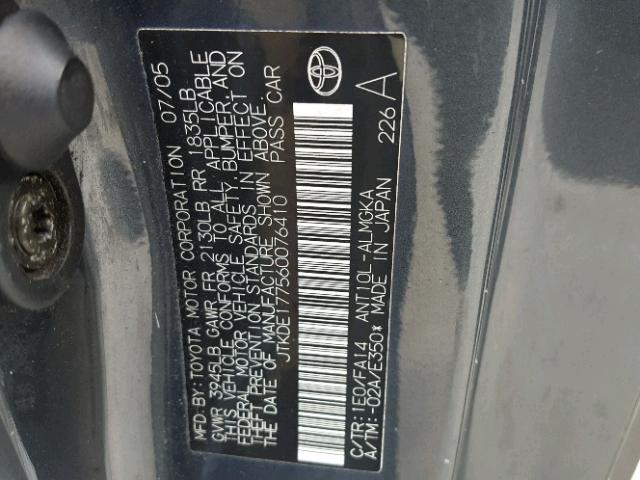 MFD.BY:TOYOTA MOTOR CORPORATION 07/05
GVWR 3945LB GAWR FR 2130LB RR 1835LB
THIS VEHICLE CONFORMS TO ALL APPLICABLE
FEDERAL MOTOR VEHICLE SAFETY, BUMPER, AND
THEFT PREVENTION STANDARDS IN EFFECT ON
THE DATE OF MANUFACTURE SHOWN ABOVE.
JTKDE177560076410 PASS CAR
C/TR:1E0/FA14 ANT10L-ALMGKA 226
A/TM:-02A/E350* MADE IN JAPAN A